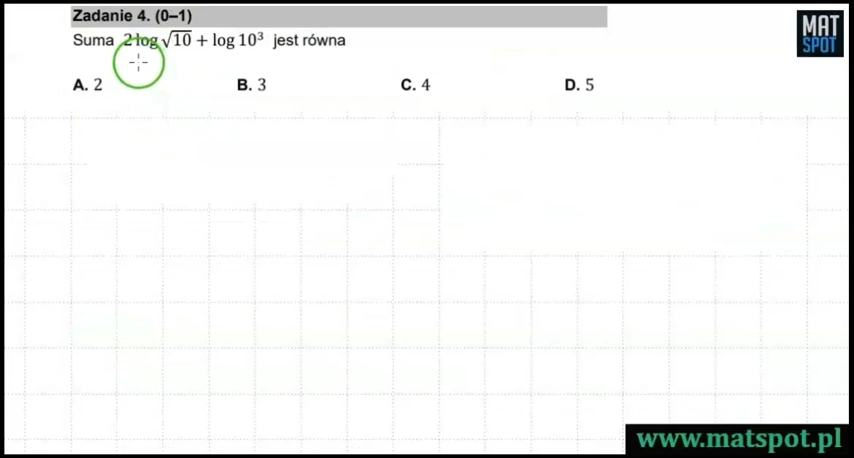 Zadanie 4. (0–1)
Suma 2 log √10 + log 10³ jest równa
A. 2 B. 3 C. 4 D. 5
MAT
SPOT
www.matspot.pl